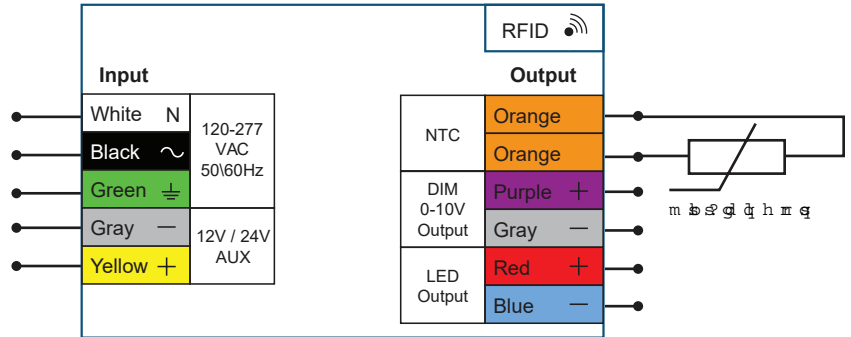 RFID
Input
Output
White N
Black
Green
Gray —
Yellow +
120-277
VAC
50\60Hz
12V / 24V
AUX
NTC
DIM
0-10V
Output
LED
Output
Orange
Orange
Purple +
Gray —
Red +
Blue —